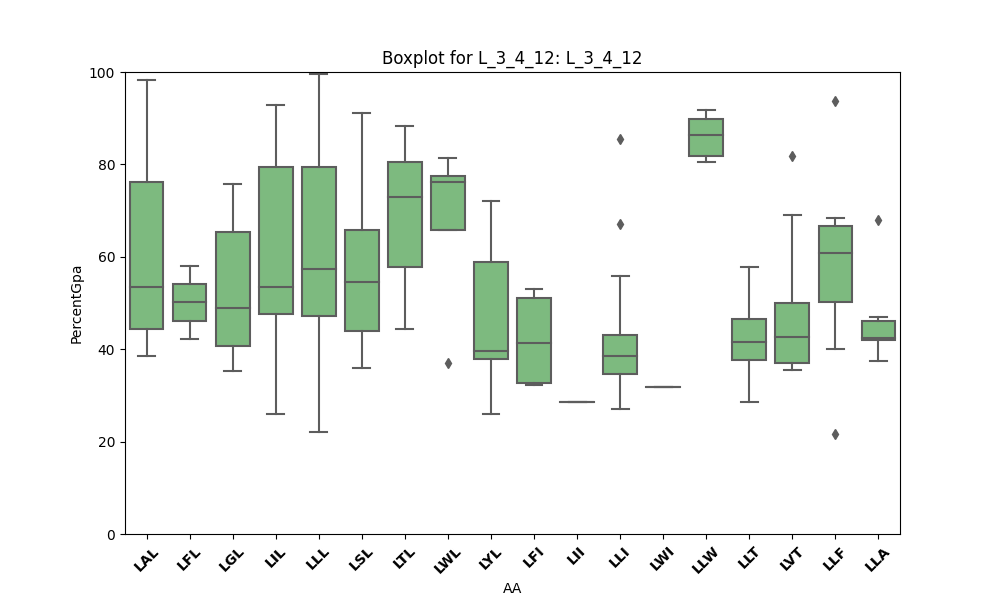 Boxplot for L_3_4_12: L_3_4_12
100
80
60
40
20
0
PercentGpa
LAL LFL LGL LIL LLL LSL LTL LWL LYL LFI LII LLI LWI LLW LLT LVT LLF LLA
AA